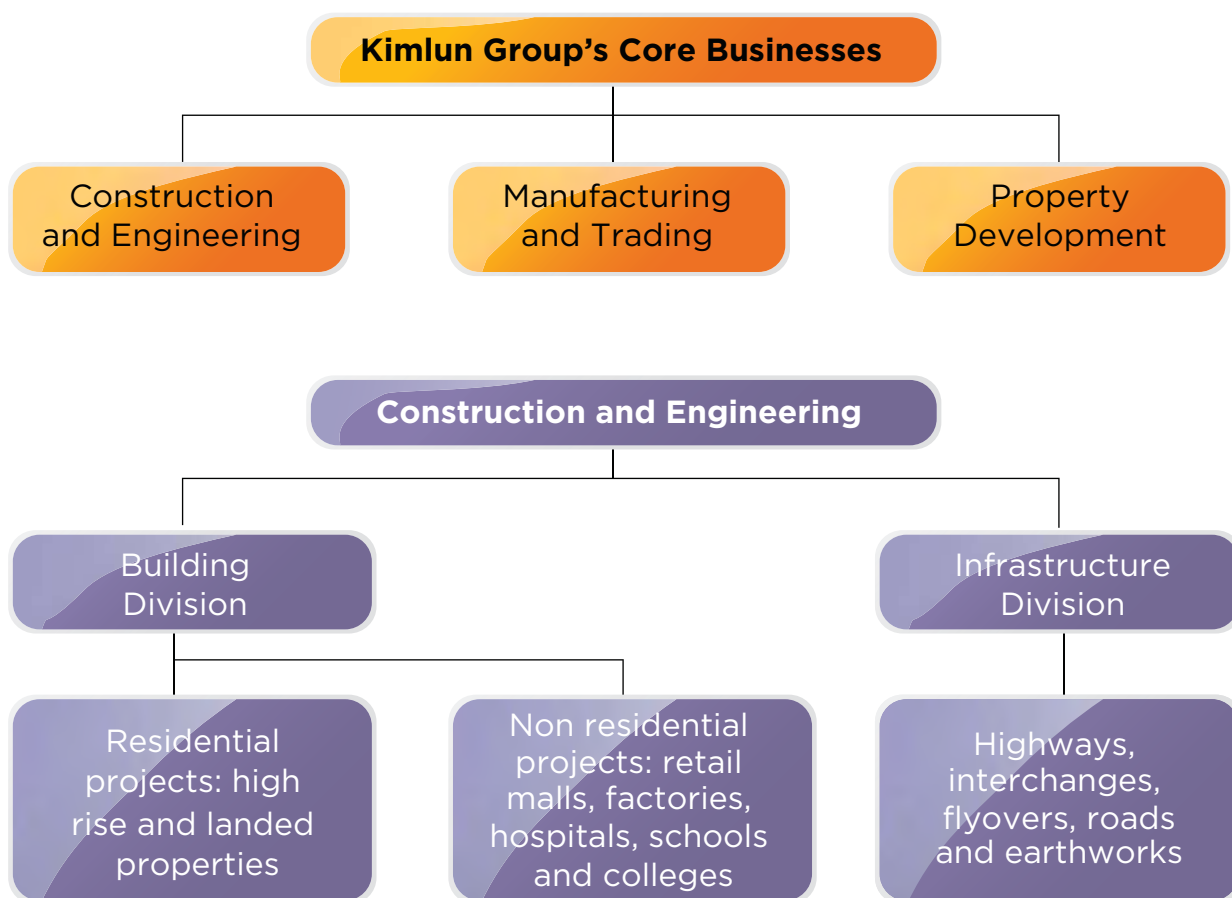 Kimlun Group's Core Businesses
Construction
and Engineering
Manufacturing
and Trading
Property
Development
Construction and Engineering
Building
Division
Infrastructure
Division
Residential
projects: high
rise and landed
properties
Non residential
projects: retail
malls, factories,
hospitals, schools
and colleges
Highways,
interchanges,
flyovers, roads
and earthworks